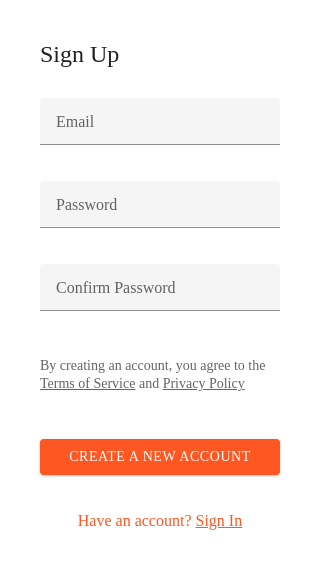 Sign Up
Email
Password
Confirm Password
By creating an account, you agree to the
Terms of Service and Privacy Policy
CREATE A NEW ACCOUNT
Have an account? Sign In